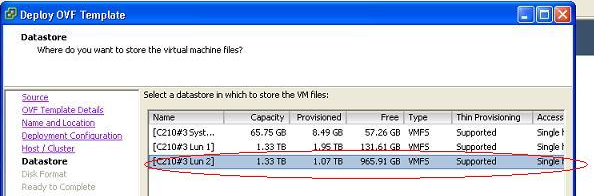 Deploy OVF Template
Datastore
Where do you want to store the virtual machine files?
Source
OVF Template Details
Name and Location
Deployment Configuration
Host / Cluster
Datastore
Disk Format
Ready to Complete
Select a datastore in which to store the VM files:
Name Capacity Provisioned Free Type Thin Provisioning Access
[C210#3 Syst... 65.75 GB 8.49 GB 57.26 GB VMFS Supported Single h
[C210#3 Lun 1] 1.33 TB 1.95 TB 131.61 GB VMFS Supported Single h
[C210#3 Lun 2] 1.33 TB 1.07 TB 965.91 GB VMFS Supported Single h